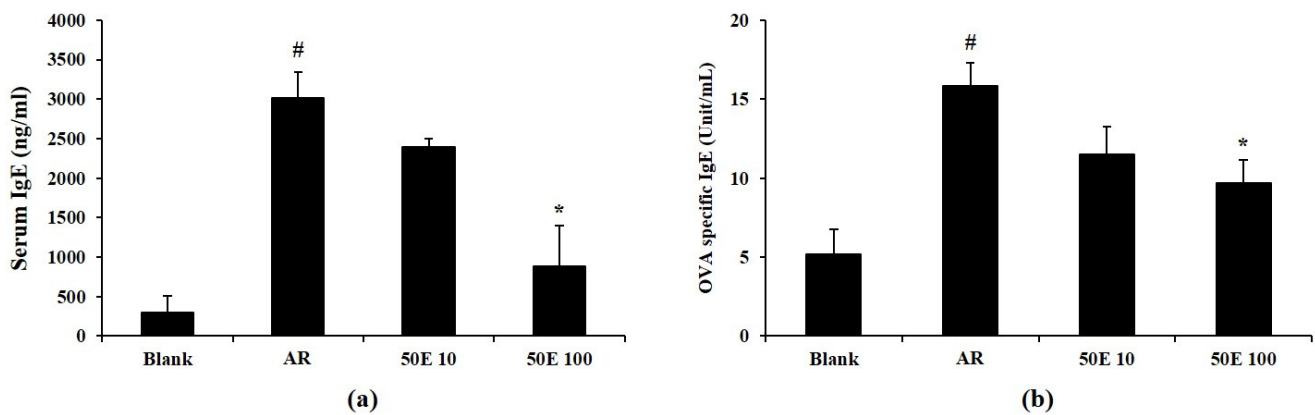 Serum IgE (ng/ml)
4000
3500
3000
2500
2000
1500
1000
500
0
#
*
Blank
AR
50E 10
50E 100
(a)
OVA specific IgE (Unit/mL)
20
15
10
5
0
#
*
Blank
AR
50E 10
50E 100
(b)